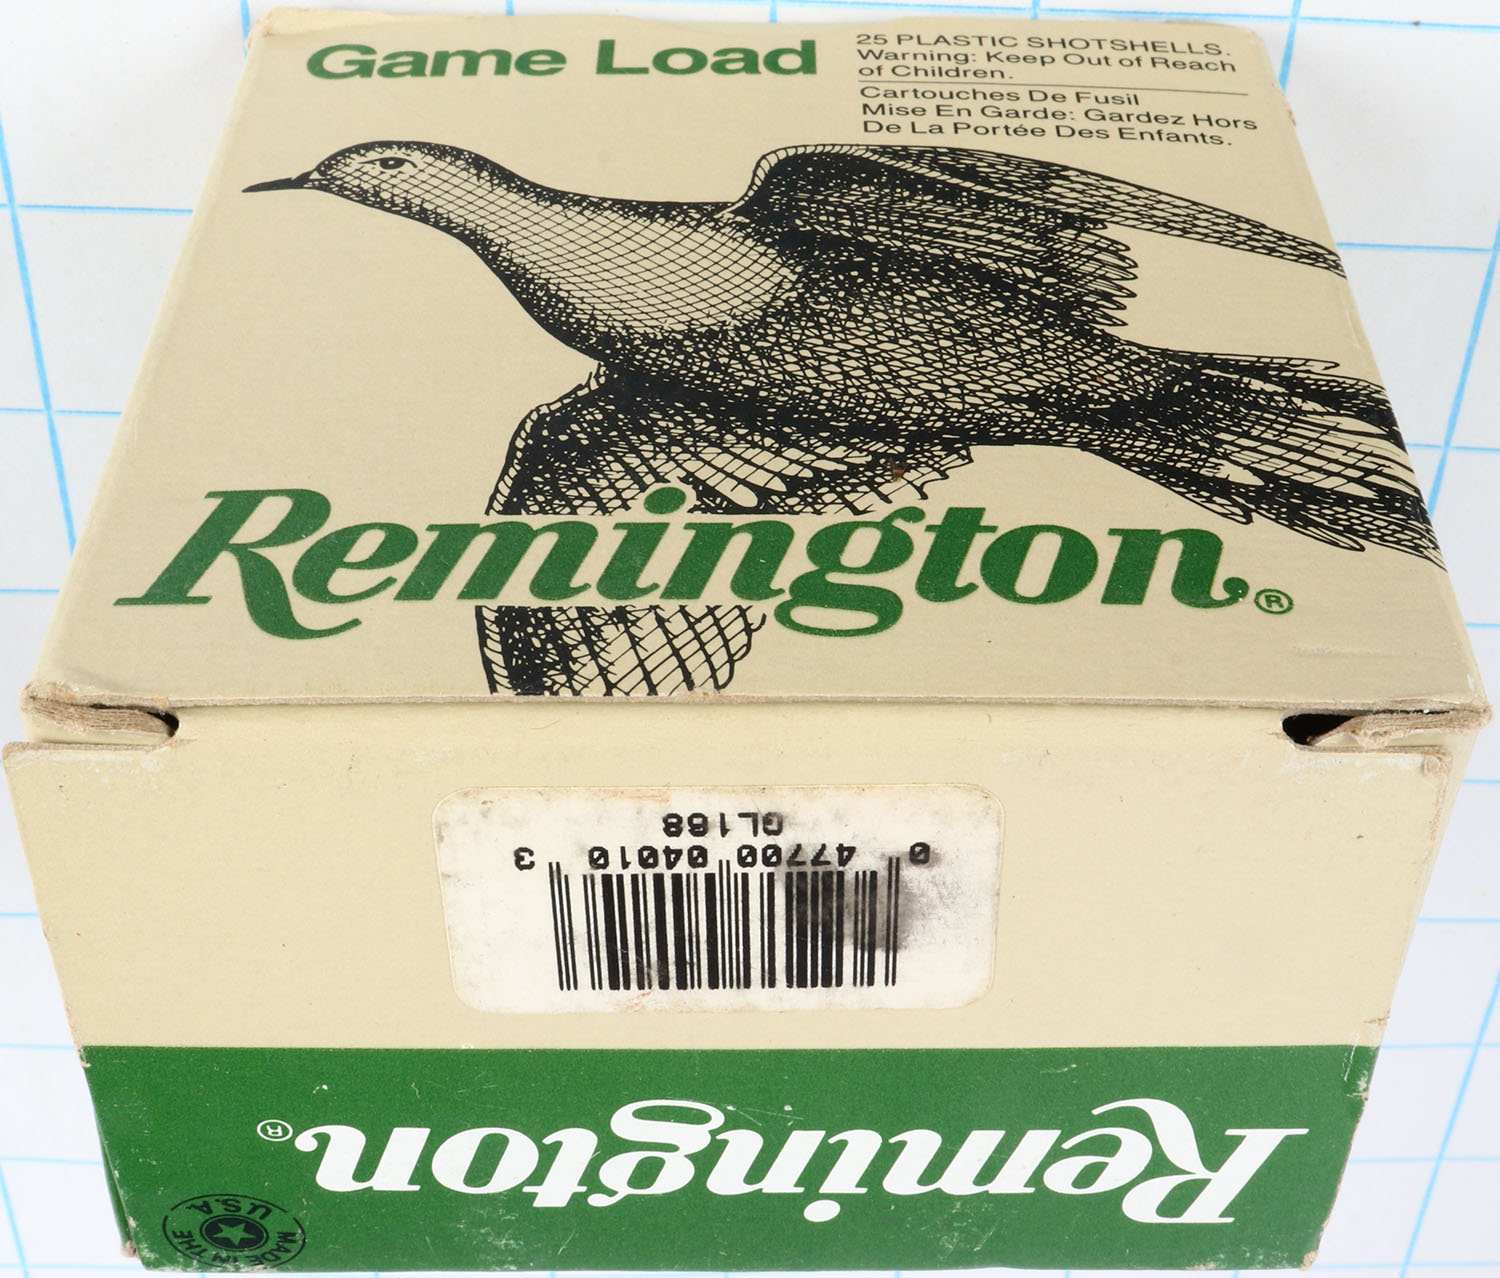 Game Load
25 PLASTIC SHOTSHELLS.
Warning: Keep Out of Reach
of Children.
Cartouches De Fusil
Mise En Garde: Gardez Hors
De La Portée Des Enfants.
Remington®
Remington®
MADE IN THE
U.S.A.
0 47700 04010 3
GL168